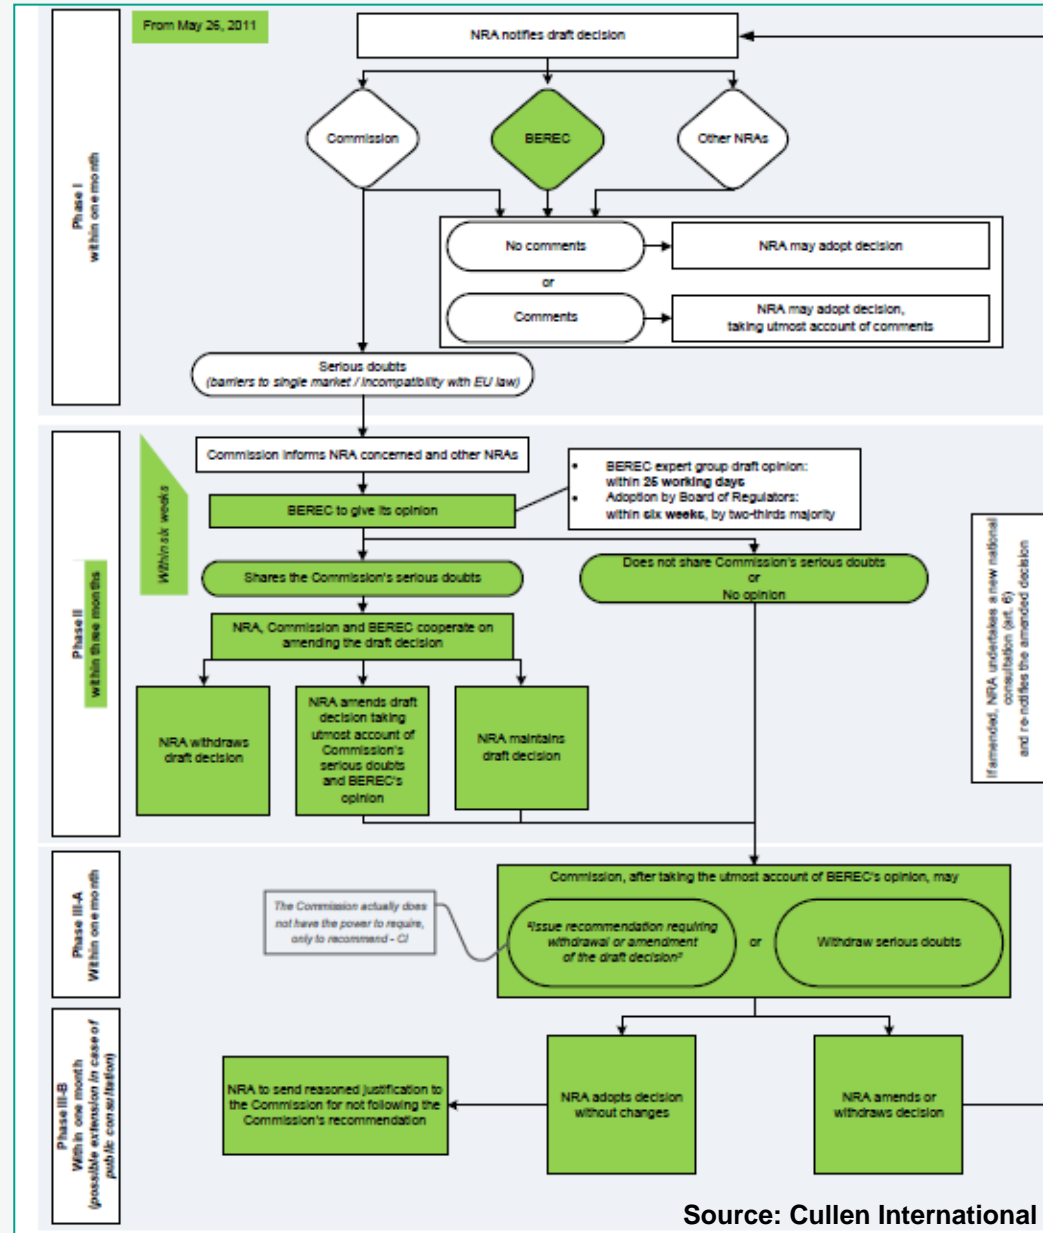 From May 26, 2011
NRA notifies draft decision
Commission
BEREC
Other NRAs
Phase I
within one month
No comments
NRA may adopt decision
or
Comments
NRA may adopt decision,
taking utmost account of comments
Serious doubts
(barriers to single market / incompatibility with EU law)
Phase II
within three months
Within six weeks
Commission informs NRA concerned and other NRAs
BEREC to give its opinion
• BEREC expert group draft opinion:
within 25 working days
• Adoption by Board of Regulators:
within six weeks, by two-thirds majority
Shares the Commission's serious doubts
Does not share Commission's serious doubts
or
No opinion
NRA, Commission and BEREC cooperate on
amending the draft decision
NRA withdraws
draft decision
NRA amends draft
decision taking
utmost account of
Commission's
serious doubts
and BEREC's
opinion
NRA maintains
draft decision
If amended, NRA undertakes a new national
consultation (art. 6)
and re-notifies the amended decision
Phase III-A
Within one month
Commission, after taking the utmost account of BEREC's opinion, may
The Commission actually does
not have the power to require,
only to recommend - CI
"Issue recommendation requiring
withdrawal or amendment
of the draft decision"
or
Withdraw serious doubts
Phase III-B
Within one month
(possible extension in case of
public consultation)
NRA to send reasoned justification to
the Commission for not following the
Commission's recommendation
NRA adopts decision
without changes
NRA amends or
withdraws decision
Source: Cullen International